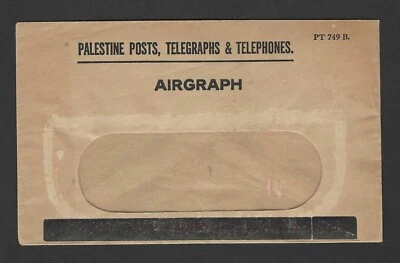 PALESTINE POSTS, TELEGRAPHS & TELEPHONES.
PT 749 B.
AIRGRAPH